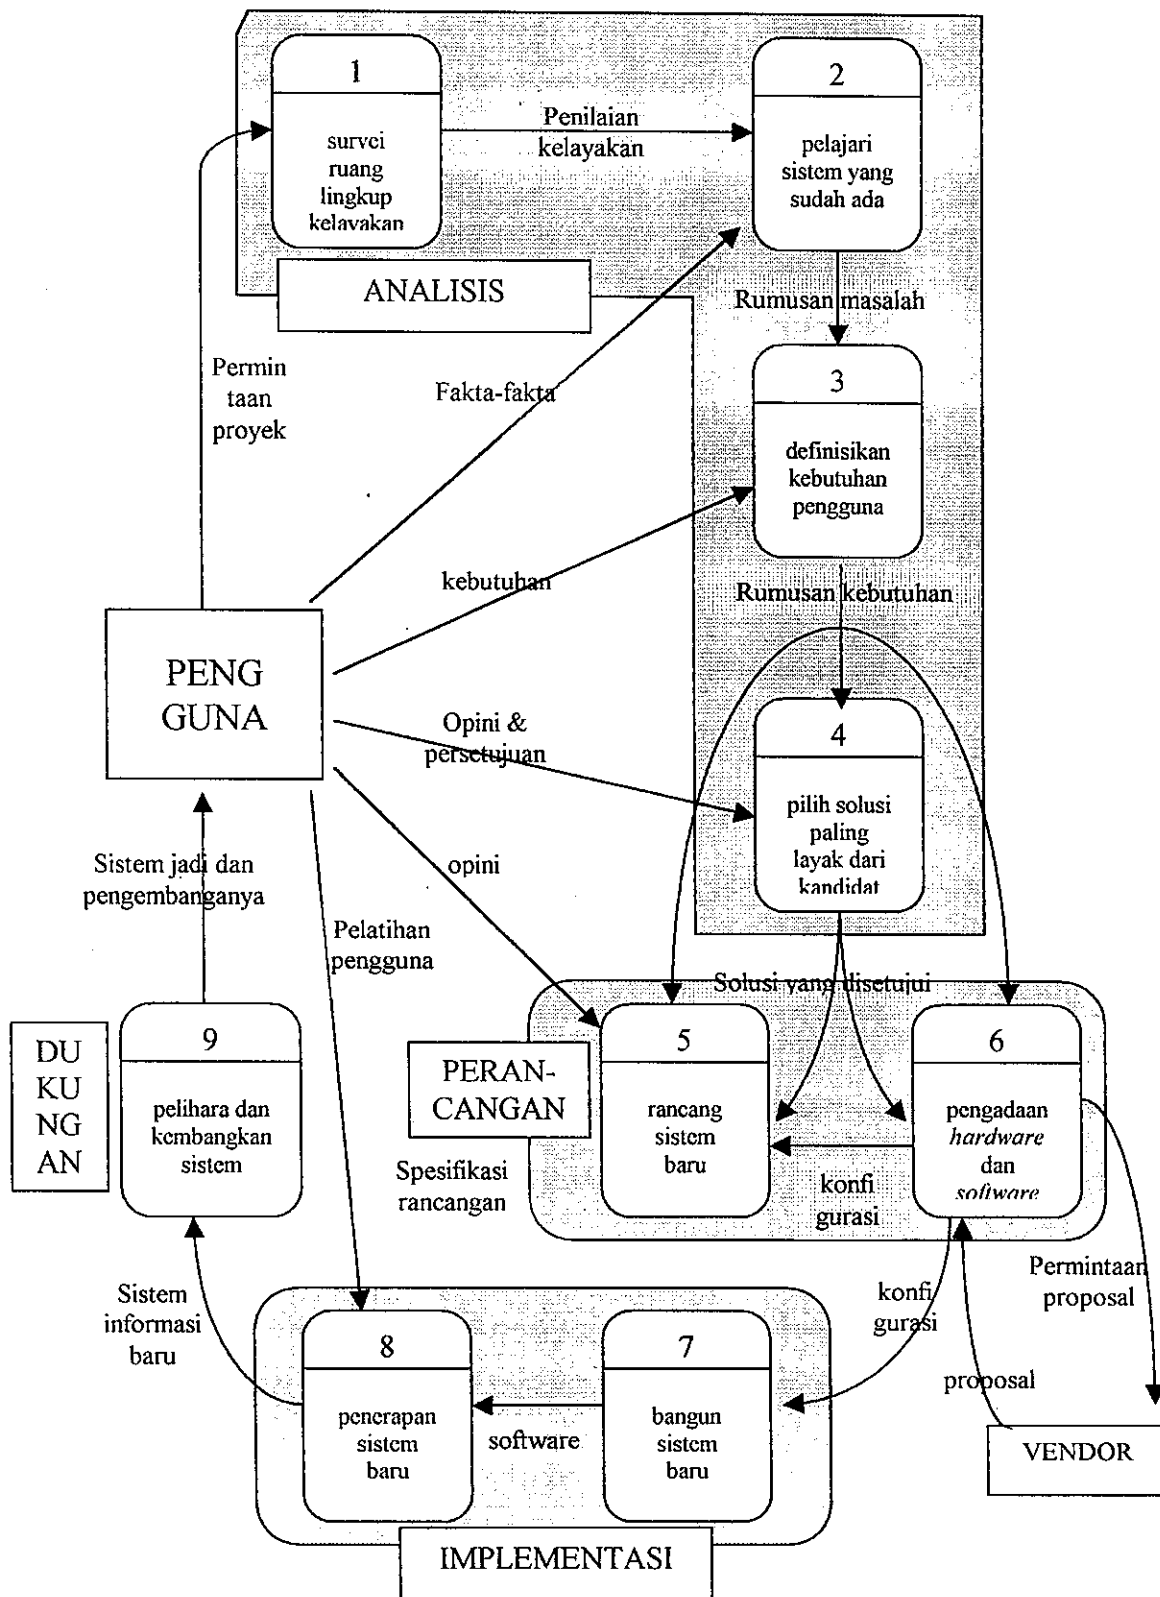 1
survei
ruang
lingkup
kelayakan
Penilaian
kelayakan
2
pelajari
sistem yang
sudah ada
ANALISIS
Rumusan masalah
Permin
taan
proyek
Fakta-fakta
3
definisikan
kebutuhan
pengguna
kebutuhan
Rumusan kebutuhan
PENG
GUNA
Opini &
persetujuan
4
pilih solusi
paling
layak dari
kandidat
Sistem jadi dan
pengembanganya
opini
Pelatihan
pengguna
Solusi yang disetujui
DU
KU
NG
AN
9
pelihara dan
kembangkan
sistem
PERAN-
CANGAN
5
rancang
sistem
baru
6
pengadaan
hardware
dan
software
Spesifikasi
rancangan
konfi
gurasi
Sistem
informasi
baru
konfi
gurasi
Permintaan
proposal
8
penerapan
sistem
baru
software
7
bangun
sistem
baru
proposal
VENDOR
IMPLEMENTASI